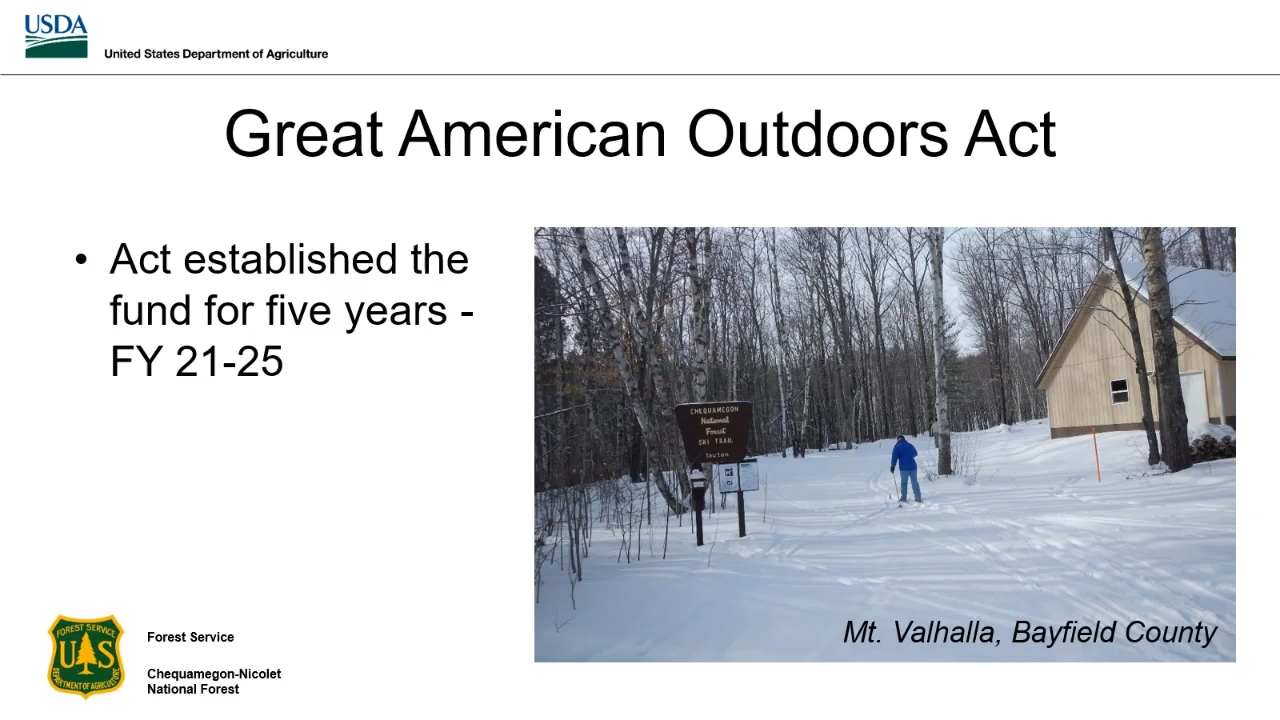 USDA
United States Department of Agriculture
Great American Outdoors Act
• Act established the
fund for five years -
FY 21-25
CHEQUAMEGON
National
Forest
SKI TRAIL
Teuton
Mt. Valhalla, Bayfield County
FOREST SERVICE
U S
DEPARTMENT OF AGRICULTURE
Forest Service
Chequamegon-Nicolet
National Forest